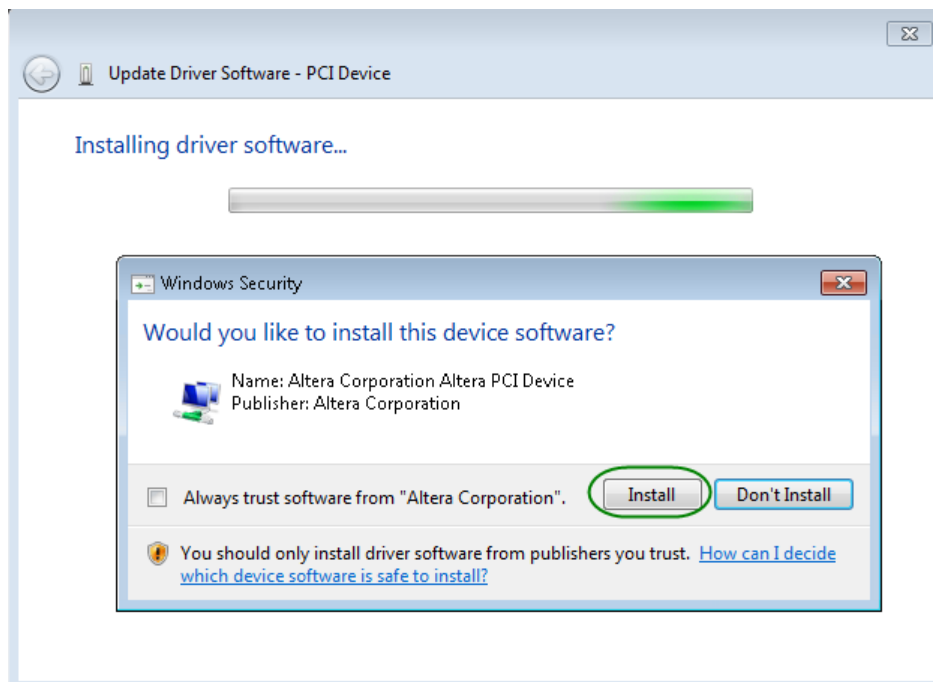 Update Driver Software - PCI Device
Installing driver software...
Windows Security
Would you like to install this device software?
Name: Altera Corporation Altera PCI Device
Publisher: Altera Corporation
Always trust software from "Altera Corporation".
Install
Don't Install
You should only install driver software from publishers you trust. How can I decide
which device software is safe to install?